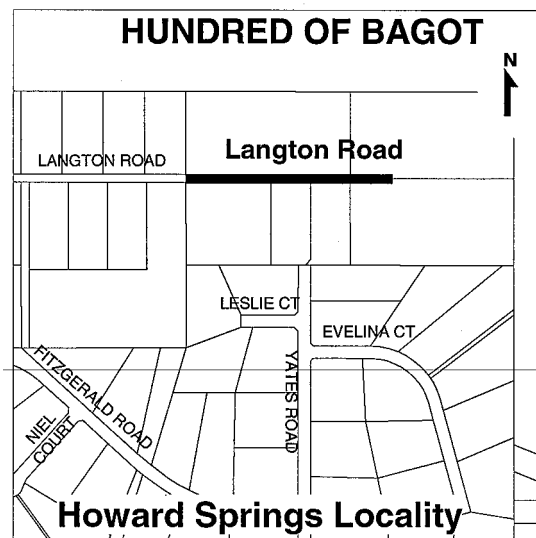 HUNDRED OF BAGOT
N
LANGTON ROAD
Langton Road
LESLIE CT
EVELINA CT
FITZGERALD ROAD
YATES ROAD
NIEL
COURT
Howard Springs Locality